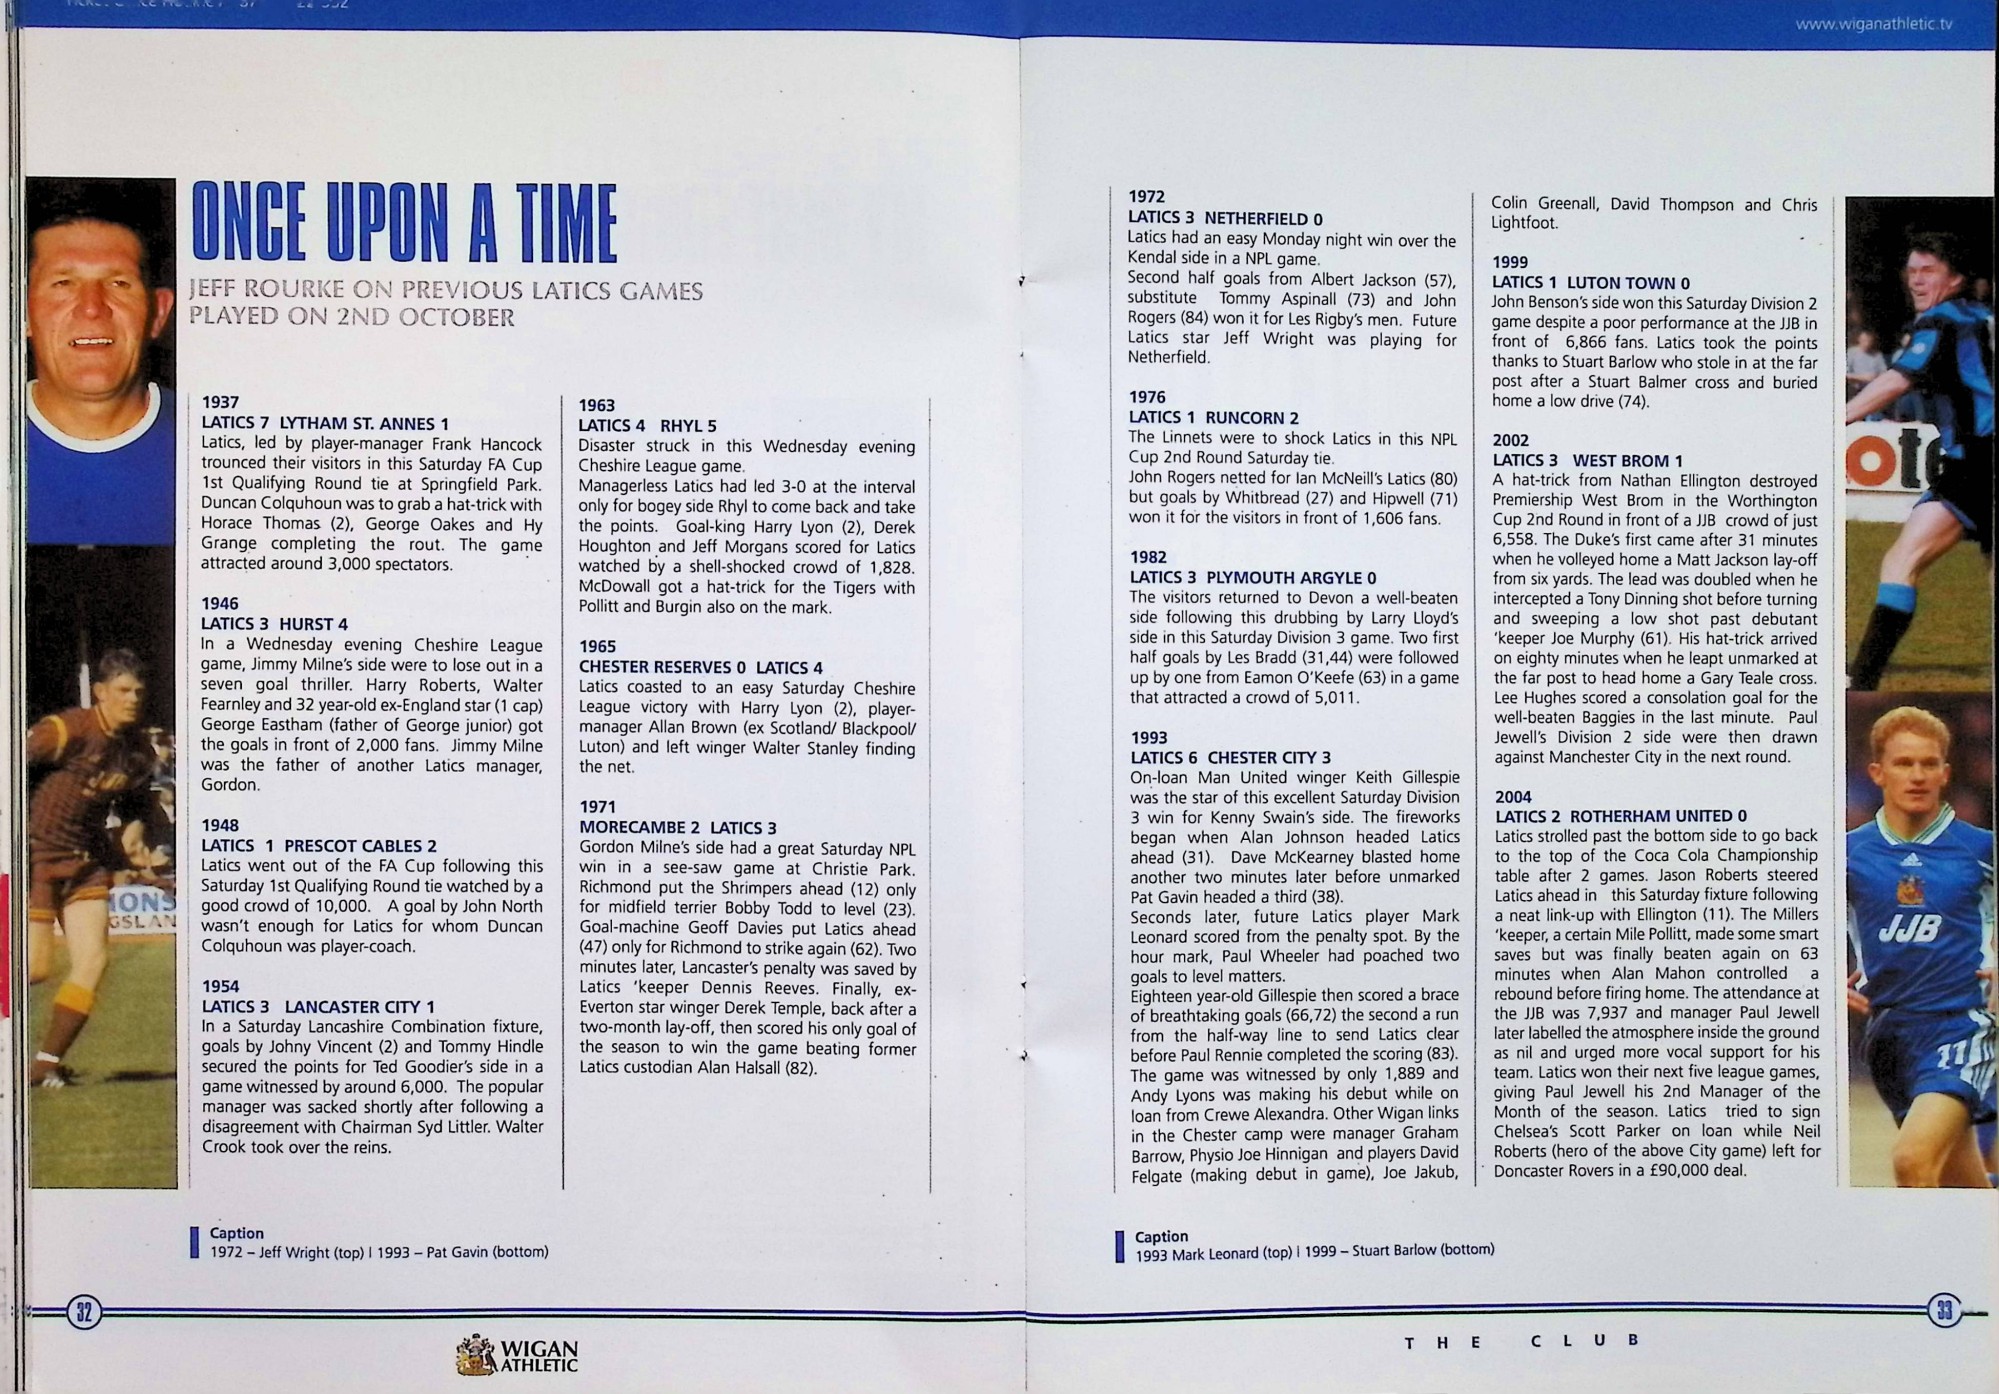 www.wiganathletic.tv
ONCE UPON A TIME
JEFF ROURKE ON PREVIOUS LATICS GAMES
PLAYED ON 2ND OCTOBER
1937
LATICS 7 LYTHAM ST. ANNES 1
Latics, led by player-manager Frank Hancock
trounced their visitors in this Saturday FA Cup
1st Qualifying Round tie at Springfield Park.
Duncan Colquhoun was to grab a hat-trick with
Horace Thomas (2), George Oakes and Hy
Grange completing the rout. The game
attracted around 3,000 spectators.
1946
LATICS 3 HURST 4
In a Wednesday evening Cheshire League
game, Jimmy Milne's side were to lose out in a
seven goal thriller. Harry Roberts, Walter
Fearnley and 32 year-old ex-England star (1 cap)
George Eastham (father of George junior) got
the goals in front of 2,000 fans. Jimmy Milne
was the father of another Latics manager,
Gordon.
1948
LATICS 1 PRESCOT CABLES 2
Latics went out of the FA Cup following this
Saturday 1st Qualifying Round tie watched by a
good crowd of 10,000. A goal by John North
wasn't enough for Latics for whom Duncan
Colquhoun was player-coach.
1954
LATICS 3 LANCASTER CITY 1
In a Saturday Lancashire Combination fixture,
goals by Johny Vincent (2) and Tommy Hindle
secured the points for Ted Goodier's side in a
game witnessed by around 6,000. The popular
manager was sacked shortly after following a
disagreement with Chairman Syd Littler. Walter
Crook took over the reins.
1963
LATICS 4 RHYL 5
Disaster struck in this Wednesday evening
Cheshire League game.
Managerless Latics had led 3-0 at the interval
only for bogey side Rhyl to come back and take
the points. Goal-king Harry Lyon (2), Derek
Houghton and Jeff Morgans scored for Latics
watched by a shell-shocked crowd of 1,828.
McDowall got a hat-trick for the Tigers with
Pollitt and Burgin also on the mark.
1965
CHESTER RESERVES 0 LATICS 4
Latics coasted to an easy Saturday Cheshire
League victory with Harry Lyon (2), player-
manager Allan Brown (ex Scotland/ Blackpool/
Luton) and left winger Walter Stanley finding
the net.
1971
MORECAMBE 2 LATICS 3
Gordon Milne's side had a great Saturday NPL
win in a see-saw game at Christie Park.
Richmond put the Shrimpers ahead (12) only
for midfield terrier Bobby Todd to level (23).
Goal-machine Geoff Davies put Latics ahead
(47) only for Richmond to strike again (62). Two
minutes later, Lancaster's penalty was saved by
Latics 'keeper Dennis Reeves. Finally, ex-
Everton star winger Derek Temple, back after a
two-month lay-off, then scored his only goal of
the season to win the game beating former
Latics custodian Alan Halsall (82).
Caption
1972 – Jeff Wright (top) I 1993 – Pat Gavin (bottom)
32
WIGAN
ATHLETIC
1972
LATICS 3 NETHERFIELD 0
Latics had an easy Monday night win over the
Kendal side in a NPL game.
Second half goals from Albert Jackson (57),
substitute Tommy Aspinall (73) and John
Rogers (84) won it for Les Rigby's men. Future
Latics star Jeff Wright was playing for
Netherfield.
1976
LATICS 1 RUNCORN 2
The Linnets were to shock Latics in this NPL
Cup 2nd Round Saturday tie.
John Rogers netted for Ian McNeill's Latics (80)
but goals by Whitbread (27) and Hipwell (71)
won it for the visitors in front of 1,606 fans.
1982
LATICS 3 PLYMOUTH ARGYLE 0
The visitors returned to Devon a well-beaten
side following this drubbing by Larry Lloyd's
side in this Saturday Division 3 game. Two first
half goals by Les Bradd (31,44) were followed
up by one from Eamon O'Keefe (63) in a game
that attracted a crowd of 5,011.
1993
LATICS 6 CHESTER CITY 3
On-loan Man United winger Keith Gillespie
was the star of this excellent Saturday Division
3 win for Kenny Swain's side. The fireworks
began when Alan Johnson headed Latics
ahead (31). Dave McKearney blasted home
another two minutes later before unmarked
Pat Gavin headed a third (38).
Seconds later, future Latics player Mark
Leonard scored from the penalty spot. By the
hour mark, Paul Wheeler had poached two
goals to level matters.
Eighteen year-old Gillespie then scored a brace
of breathtaking goals (66,72) the second a run
from the half-way line to send Latics clear
before Paul Rennie completed the scoring (83).
The game was witnessed by only 1,889 and
Andy Lyons was making his debut while on
loan from Crewe Alexandra. Other Wigan links
in the Chester camp were manager Graham
Barrow, Physio Joe Hinnigan and players David
Felgate (making debut in game), Joe Jakub,
Colin Greenall, David Thompson and Chris
Lightfoot.
1999
LATICS 1 LUTON TOWN 0
John Benson's side won this Saturday Division 2
game despite a poor performance at the JJB in
front of 6,866 fans. Latics took the points
thanks to Stuart Barlow who stole in at the far
post after a Stuart Balmer cross and buried
home a low drive (74).
2002
LATICS 3 WEST BROM 1
A hat-trick from Nathan Ellington destroyed
Premiership West Brom in the Worthington
Cup 2nd Round in front of a JJB crowd of just
6,558. The Duke's first came after 31 minutes
when he volleyed home a Matt Jackson lay-off
from six yards. The lead was doubled when he
intercepted a Tony Dinning shot before turning
and sweeping a low shot past debutant
'keeper Joe Murphy (61). His hat-trick arrived
on eighty minutes when he leapt unmarked at
the far post to head home a Gary Teale cross.
Lee Hughes scored a consolation goal for the
well-beaten Baggies in the last minute. Paul
Jewell's Division 2 side were then drawn
against Manchester City in the next round.
2004
LATICS 2 ROTHERHAM UNITED 0
Latics strolled past the bottom side to go back
to the top of the Coca Cola Championship
table after 2 games. Jason Roberts steered
Latics ahead in this Saturday fixture following
a neat link-up with Ellington (11). The Millers
'keeper, a certain Mile Pollitt, made some smart
saves but was finally beaten again on 63
minutes when Alan Mahon controlled a
rebound before firing home. The attendance at
the JJB was 7,937 and manager Paul Jewell
later labelled the atmosphere inside the ground
as nil and urged more vocal support for his
team. Latics won their next five league games,
giving Paul Jewell his 2nd Manager of the
Month of the season. Latics tried to sign
Chelsea's Scott Parker on loan while Neil
Roberts (hero of the above City game) left for
Doncaster Rovers in a £90,000 deal.
adidas
JJB
11
Caption
1993 Mark Leonard (top) I 1999 – Stuart Barlow (bottom)
33
THE CLUB